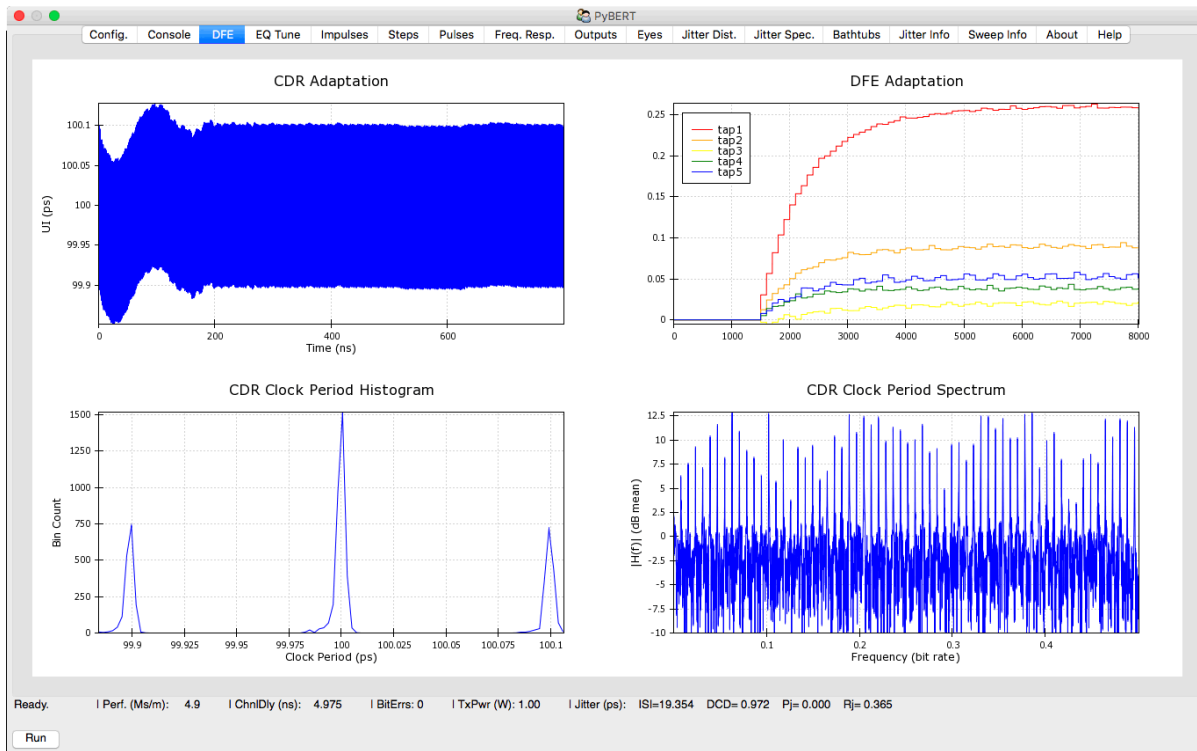 PyBERT
Config. Console DFE EQ Tune Impulses Steps Pulses Freq. Resp. Outputs Eyes Jitter Dist. Jitter Spec. Bathtubs Jitter Info Sweep Info About Help
CDR Adaptation
100.1
100.05
100
99.95
99.9
UI (ps)
0 200 400 600
Time (ns)
DFE Adaptation
0.25
0.2
0.15
0.1
0.05
0
tap1
tap2
tap3
tap4
tap5
0 1000 2000 3000 4000 5000 6000 7000 8000
CDR Clock Period Histogram
1500
1250
1000
750
500
250
0
Bin Count
99.9 99.925 99.95 99.975 100 100.025 100.05 100.075 100.1
Clock Period (ps)
CDR Clock Period Spectrum
12.5
10
7.5
5
2.5
0
-2.5
-5
-7.5
-10
|H(f)| (dB mean)
0.1 0.2 0.3 0.4
Frequency (bit rate)
Ready. | Perf. (Ms/m): 4.9 | ChnlDly (ns): 4.975 | BitErrs: 0 | TxPwr (W): 1.00 | Jitter (ps): ISI=19.354 DCD= 0.972 Pj= 0.000 Rj= 0.365
Run